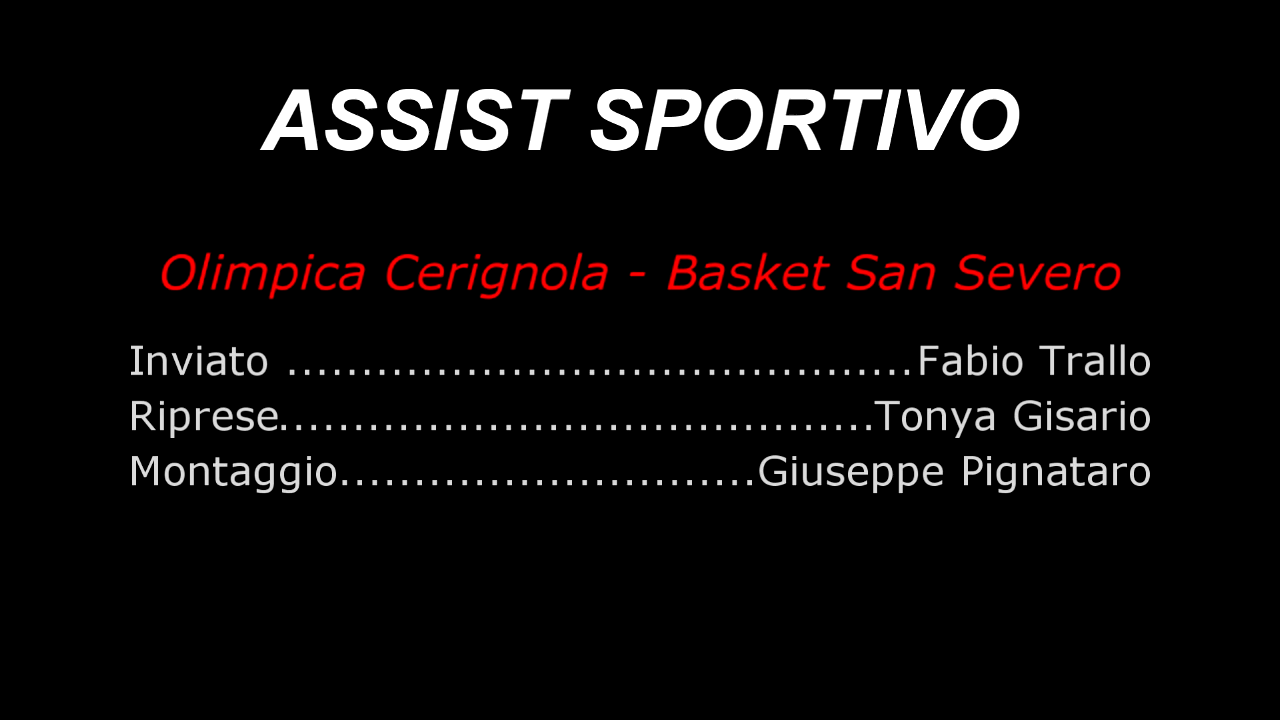 ASSIST SPORTIVO
Olimpica Cerignola - Basket San Severo
Inviato ..........................................Fabio Trallo
Riprese........................................Tonya Gisario
Montaggio............................Giuseppe Pignataro